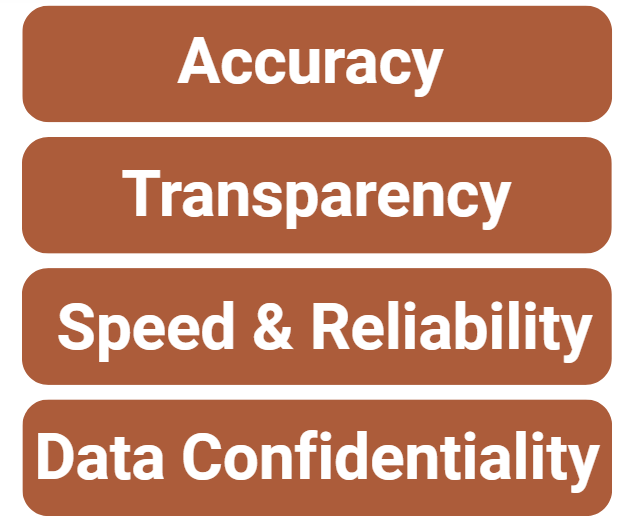 Accuracy
Transparency
Speed & Reliability
Data Confidentiality